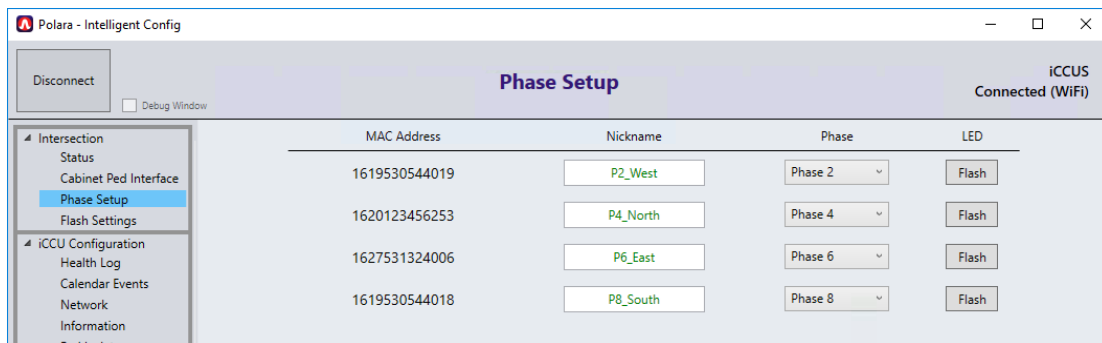 Polara - Intelligent Config
Disconnect
Debug Window
Phase Setup
iCCUS
Connected (WiFi)
Intersection
Status
Cabinet Ped Interface
Phase Setup
Flash Settings
iCCU Configuration
Health Log
Calendar Events
Network
Information
MAC Address Nickname Phase LED
1619530544019 P2_West Phase 2 Flash
1620123456253 P4_North Phase 4 Flash
1627531324006 P6_East Phase 6 Flash
1619530544018 P8_South Phase 8 Flash